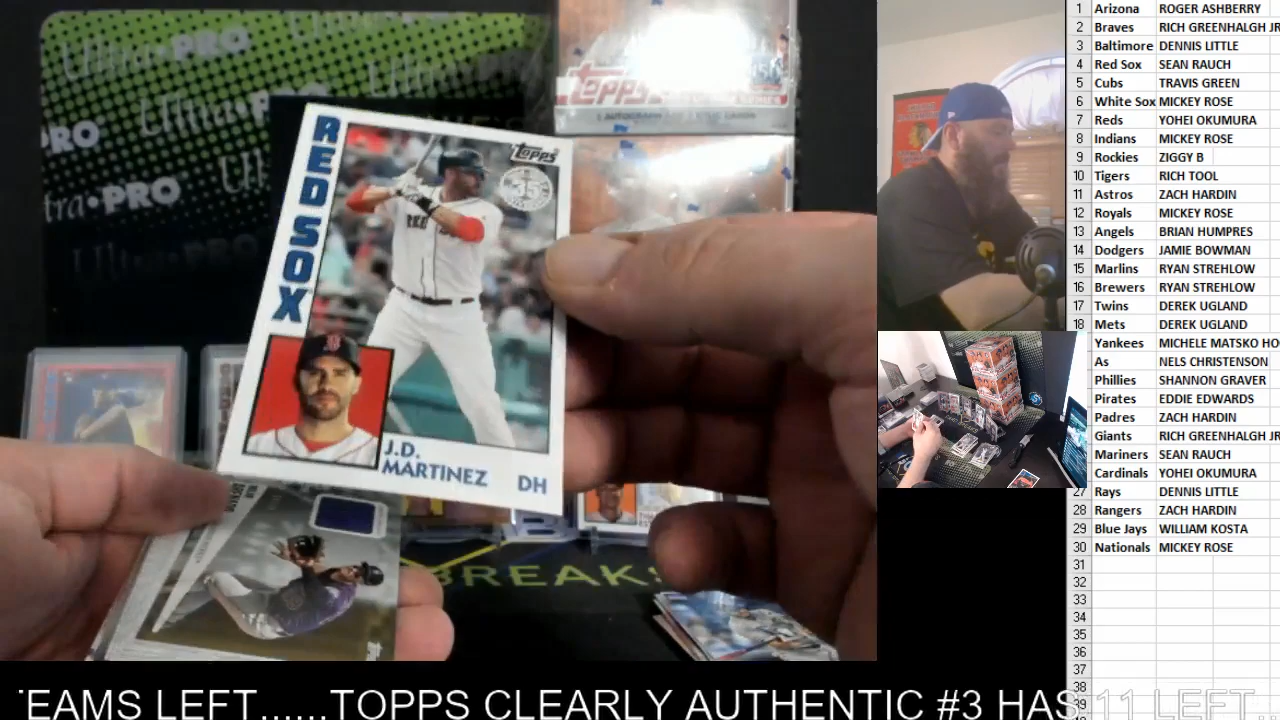 Ultra•PRO
PRO
Ultra•PRO
tra•PRO
Topps
1 AUTOGRAPH
RED SOX
Topps
35
J.D.
MARTINEZ
DH
BREAKS
1 Arizona ROGER ASHBERRY
2 Braves RICH GREENHALGH JR
3 Baltimore DENNIS LITTLE
4 Red Sox SEAN RAUCH
5 Cubs TRAVIS GREEN
6 White Sox MICKEY ROSE
7 Reds YOHEI OKUMURA
8 Indians MICKEY ROSE
9 Rockies ZIGGY B
10 Tigers RICH TOOL
11 Astros ZACH HARDIN
12 Royals MICKEY ROSE
13 Angels BRIAN HUMPRES
14 Dodgers JAMIE BOWMAN
15 Marlins RYAN STREHLOW
16 Brewers RYAN STREHLOW
17 Twins DEREK UGLAND
18 Mets DEREK UGLAND
Yankees MICHELE MATSKO HO
As NELS CHRISTENSON
Phillies SHANNON GRAVER
Pirates EDDIE EDWARDS
Padres ZACH HARDIN
Giants RICH GREENHALGH JR
Mariners SEAN RAUCH
Cardinals YOHEI OKUMURA
27 Rays DENNIS LITTLE
28 Rangers ZACH HARDIN
29 Blue Jays WILLIAM KOSTA
30 Nationals MICKEY ROSE
31
32
33
34
35
36
37
38
39
EAMS LEFT......TOPPS CLEARLY AUTHENTIC #3 HAS 11 LEFT...